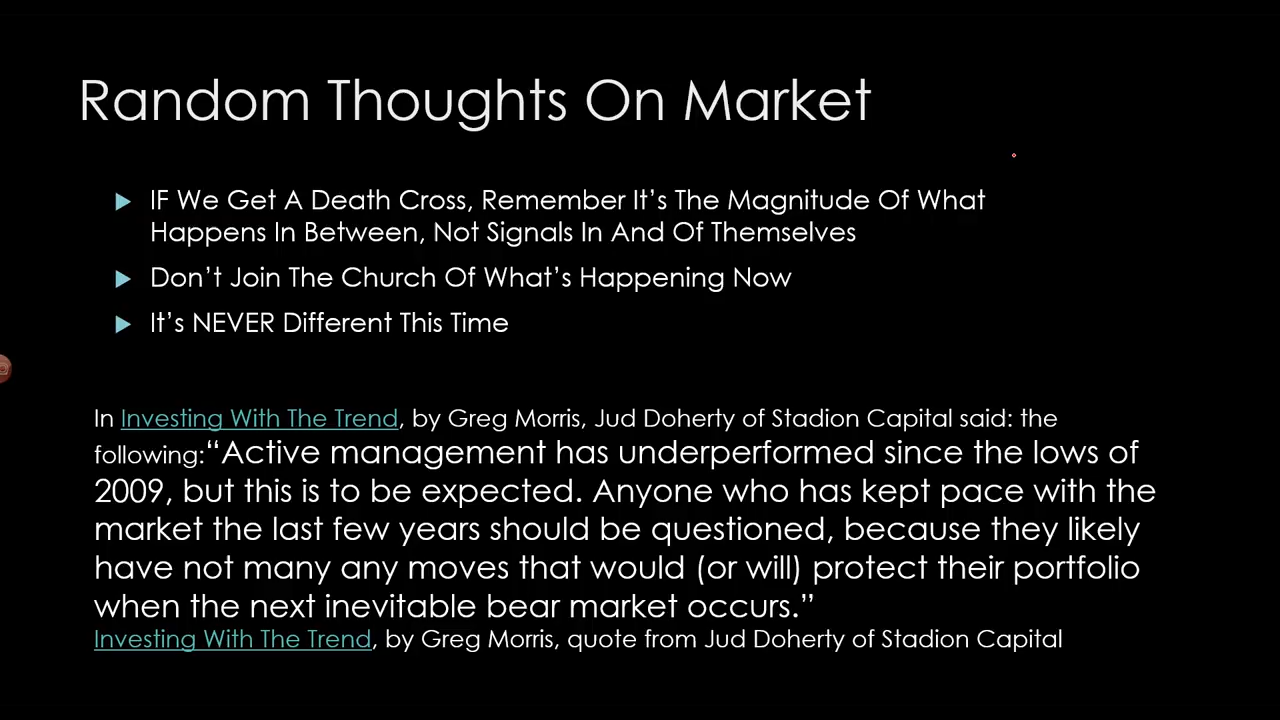 Random Thoughts On Market
IF We Get A Death Cross, Remember It’s The Magnitude Of What
Happens In Between, Not Signals In And Of Themselves
Don’t Join The Church Of What’s Happening Now
It’s NEVER Different This Time
In Investing With The Trend, by Greg Morris, Jud Doherty of Stadion Capital said: the
following:“Active management has underperformed since the lows of
2009, but this is to be expected. Anyone who has kept pace with the
market the last few years should be questioned, because they likely
have not many any moves that would (or will) protect their portfolio
when the next inevitable bear market occurs.”
Investing With The Trend, by Greg Morris, quote from Jud Doherty of Stadion Capital